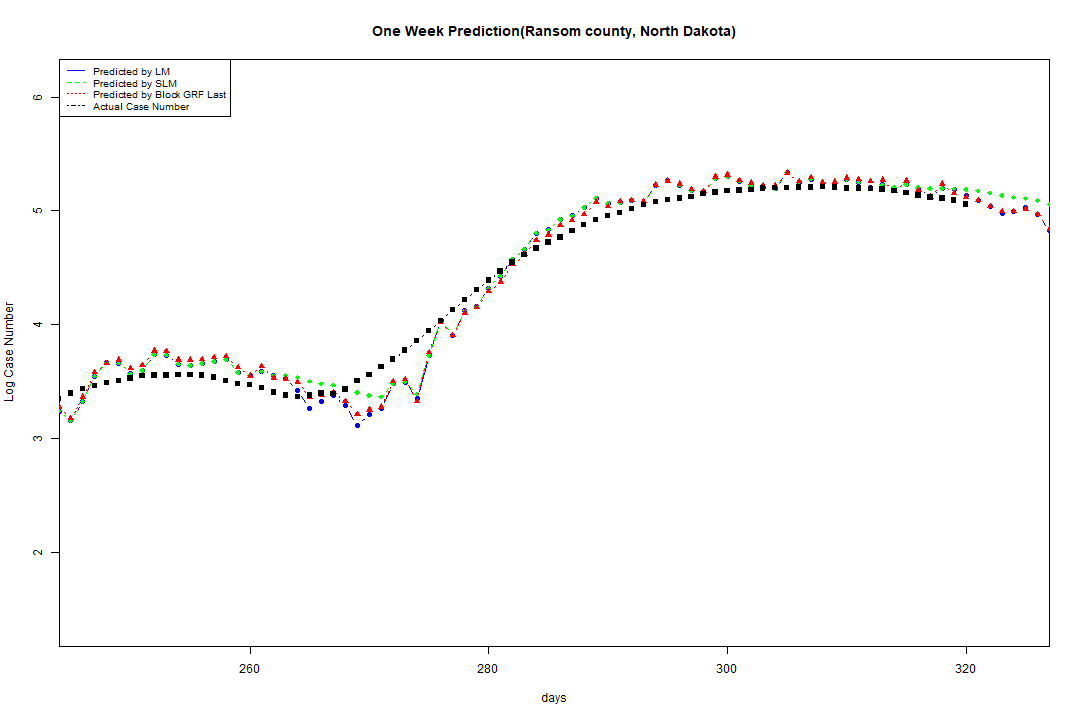 One Week Prediction(Ransom county, North Dakota)
Predicted by LM
Predicted by SLM
Predicted by Block GRF Last
Actual Case Number
6
5
4
3
2
Log Case Number
260 280 300 320
days